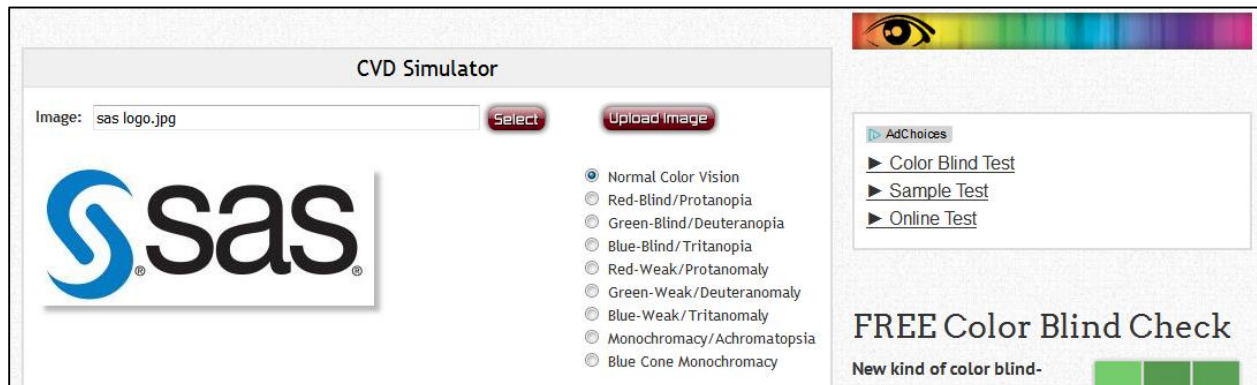 CVD Simulator
Image: sas logo.jpg Select Upload Image
sas®
Normal Color Vision
Red-Blind/Protanopia
Green-Blind/Deuteranopia
Blue-Blind/Tritanopia
Red-Weak/Protanomaly
Green-Weak/Deuteranomaly
Blue-Weak/Tritanomaly
Monochromacy/Achromatopsia
Blue Cone Monochromacy
AdChoices
► Color Blind Test
► Sample Test
► Online Test
FREE Color Blind Check
New kind of color blind-